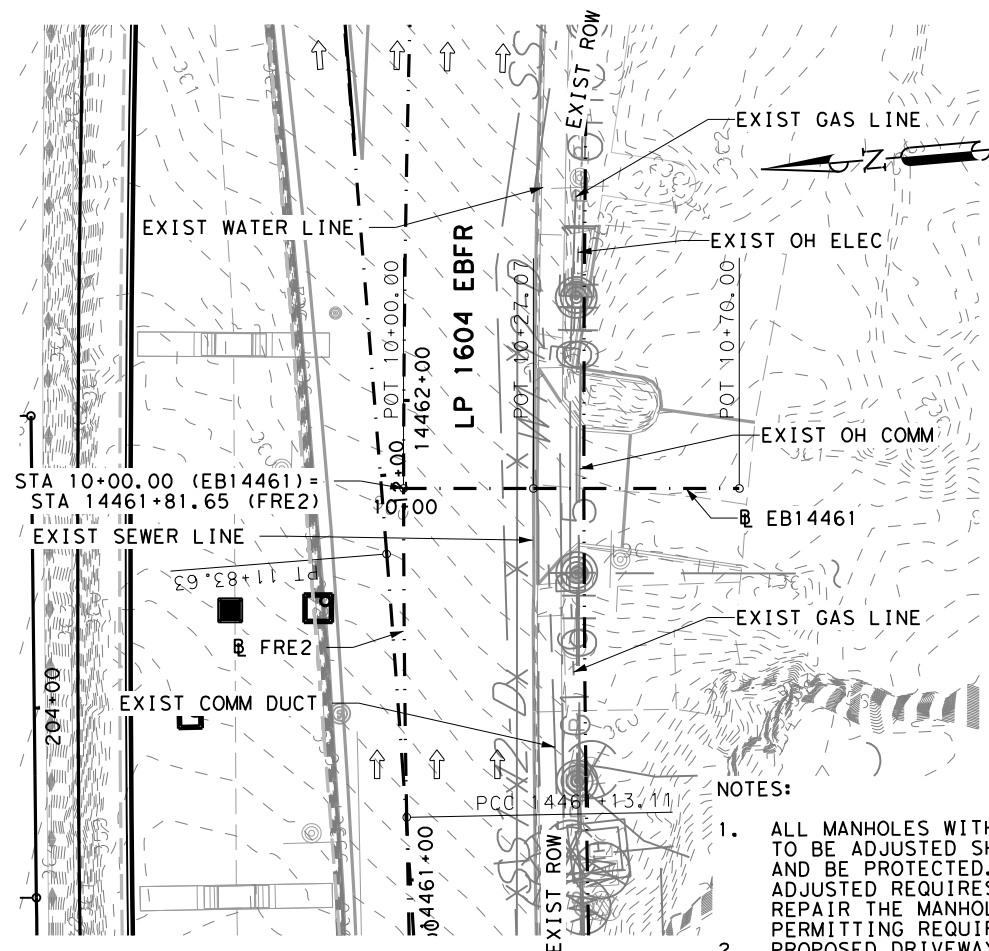 EXIST ROW
EXIST GAS LINE
N
EXIST WATER LINE
EXIST OH ELEC
LP 1604 EBFR
POT 10+00.00
POT 10+27.07
POT 10+70.00
14462+00
EXIST OH COMM
STA 10+00.00 (EB14461)=
STA 14461+81.65 (FRE2)
10+00
EB14461
EXIST SEWER LINE
PT 11+83.63
EXIST GAS LINE
FRE2
EXIST COMM DUCT
204+00
PCC 1446 +13.11
14461+00
EXIST ROW
NOTES:
1. ALL MANHOLES WITH
TO BE ADJUSTED SH
AND BE PROTECTED.
ADJUSTED REQUIRES
REPAIR THE MANHOL
PERMITTING REQUIR
2. PROPOSED DRIVEWAY